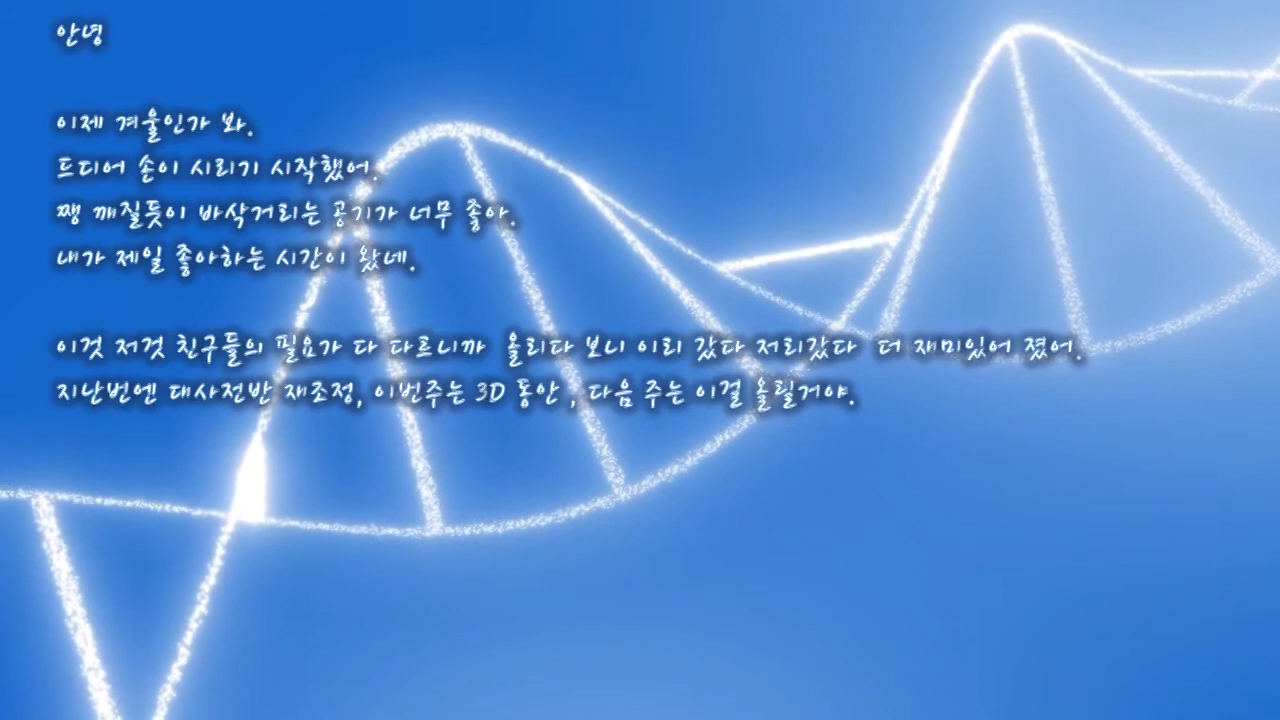 안녕
이제 겨울인가 봐.
드디어 손이 시리기 시작했어.
쨍 깨질듯이 바삭거리는 공기가 너무 좋아.
내가 제일 좋아하는 시간이 왔네.
이것 저것 친구들의 필요가 다 다르니까 올리다 보니 이리 갔다 저리갔다 더 재미있어 졌어.
지난번엔 대사전반 재조정, 이번주는 3D 동안 , 다음 주는 이걸 올릴거야.